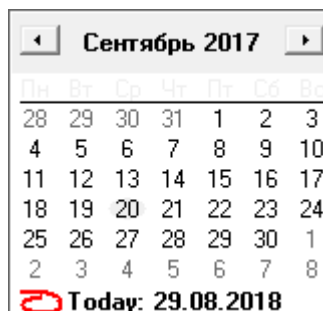 Сентябрь 2017
Пн Вт Ср Чт Пт Сб Вс
28 29 30 31 1 2 3
4 5 6 7 8 9 10
11 12 13 14 15 16 17
18 19 20 21 22 23 24
25 26 27 28 29 30 1
2 3 4 5 6 7 8
Today: 29.08.2018